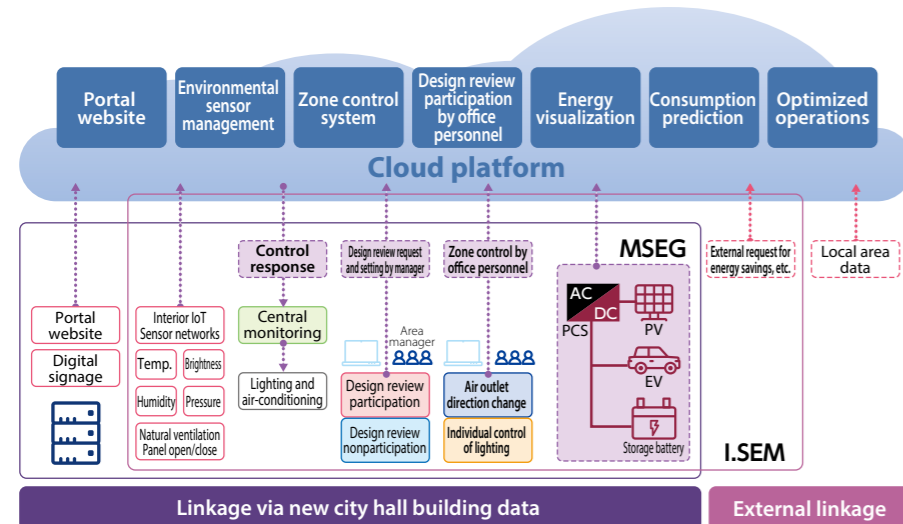 Portal
website
Environmental
sensor
management
Zone control
system
Design review
participation
by office
personnel
Energy
visualization
Consumption
prediction
Optimized
operations
Cloud platform
Control
response
Design review request
and setting by manager
Zone control by
office personnel
MSEG
External request for
energy savings, etc.
Local area
data
Portal
website
Digital
signage
Interior IoT
Sensor networks
Temp.
Brightness
Humidity
Pressure
Natural ventilation
Panel open/close
Central
monitoring
Lighting and
air-conditioning
Area
manager
Design review
participation
Design review
nonparticipation
Air outlet
direction change
Individual control
of lighting
AC
DC
PCS
PV
EV
Storage battery
I.SEM
Linkage via new city hall building data
External linkage